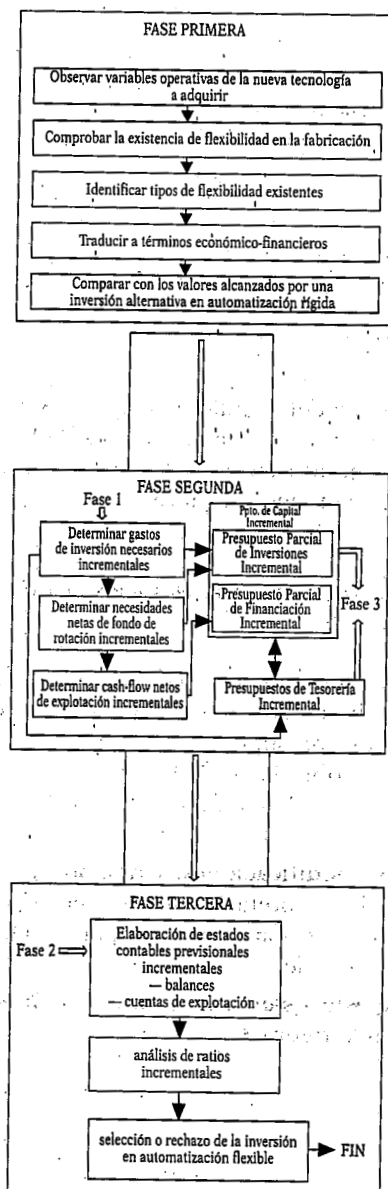 FASE PRIMERA
Observar variables operativas de la nueva tecnología
a adquirir
Comprobar la existencia de flexibilidad en la fabricación
Identificar tipos de flexibilidad existentes
Traducir a términos económico-financieros
Comparar con los valores alcanzados por una
inversión alternativa en automatización rígida
FASE SEGUNDA
Fase 1
Determinar gastos
de inversión necesarios
incrementales
Determinar necesidades
netas de fondo de
rotación incrementales
Determinar cash-flow netos
de explotación incrementales
Ppto. de Capital
Incremental
Presupuesto Parcial
de Inversiones
Incremental
Presupuesto Parcial
de Financiación
Incremental
Fase 3
Presupuestos de Tesorería
Incremental
FASE TERCERA
Fase 2
Elaboración de estados
contables previsionales
incrementales
— balances
— cuentas de explotación
análisis de ratios
incrementales
selección o rechazo de la inversión
en automatización flexible
FIN